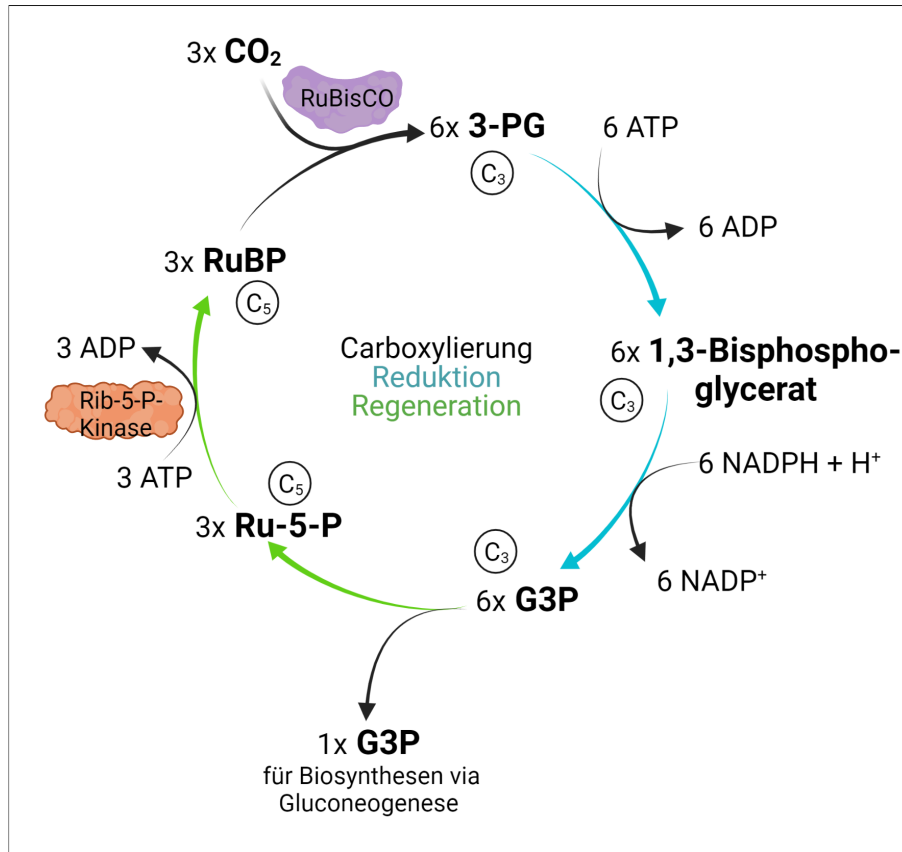 3x CO₂
RuBisCO
6x 3-PG
C₃
6 ATP
6 ADP
6x 1,3-Bisphospho-
glycerat
C₃
6 NADPH + H⁺
6 NADP⁺
C₃
6x G3P
1x G3P
für Biosynthesen via
Gluconeogenese
C₅
3x Ru-5-P
3 ATP
Rib-5-P-
Kinase
3 ADP
3x RuBP
C₅
Carboxylierung
Reduktion
Regeneration